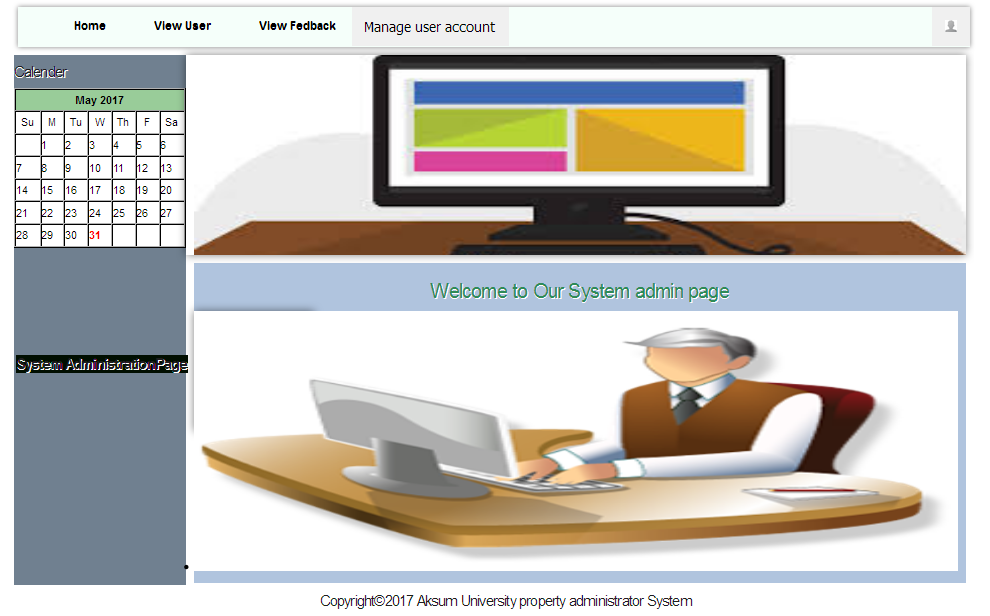 Home View User View Fedback Manage user account
Calender
May 2017
Su M Tu W Th F Sa
1 2 3 4 5 6
7 8 9 10 11 12 13
14 15 16 17 18 19 20
21 22 23 24 25 26 27
28 29 30 31
Welcome to Our System admin page
System Administration Page
Copyright©2017 Aksum University property administrator System